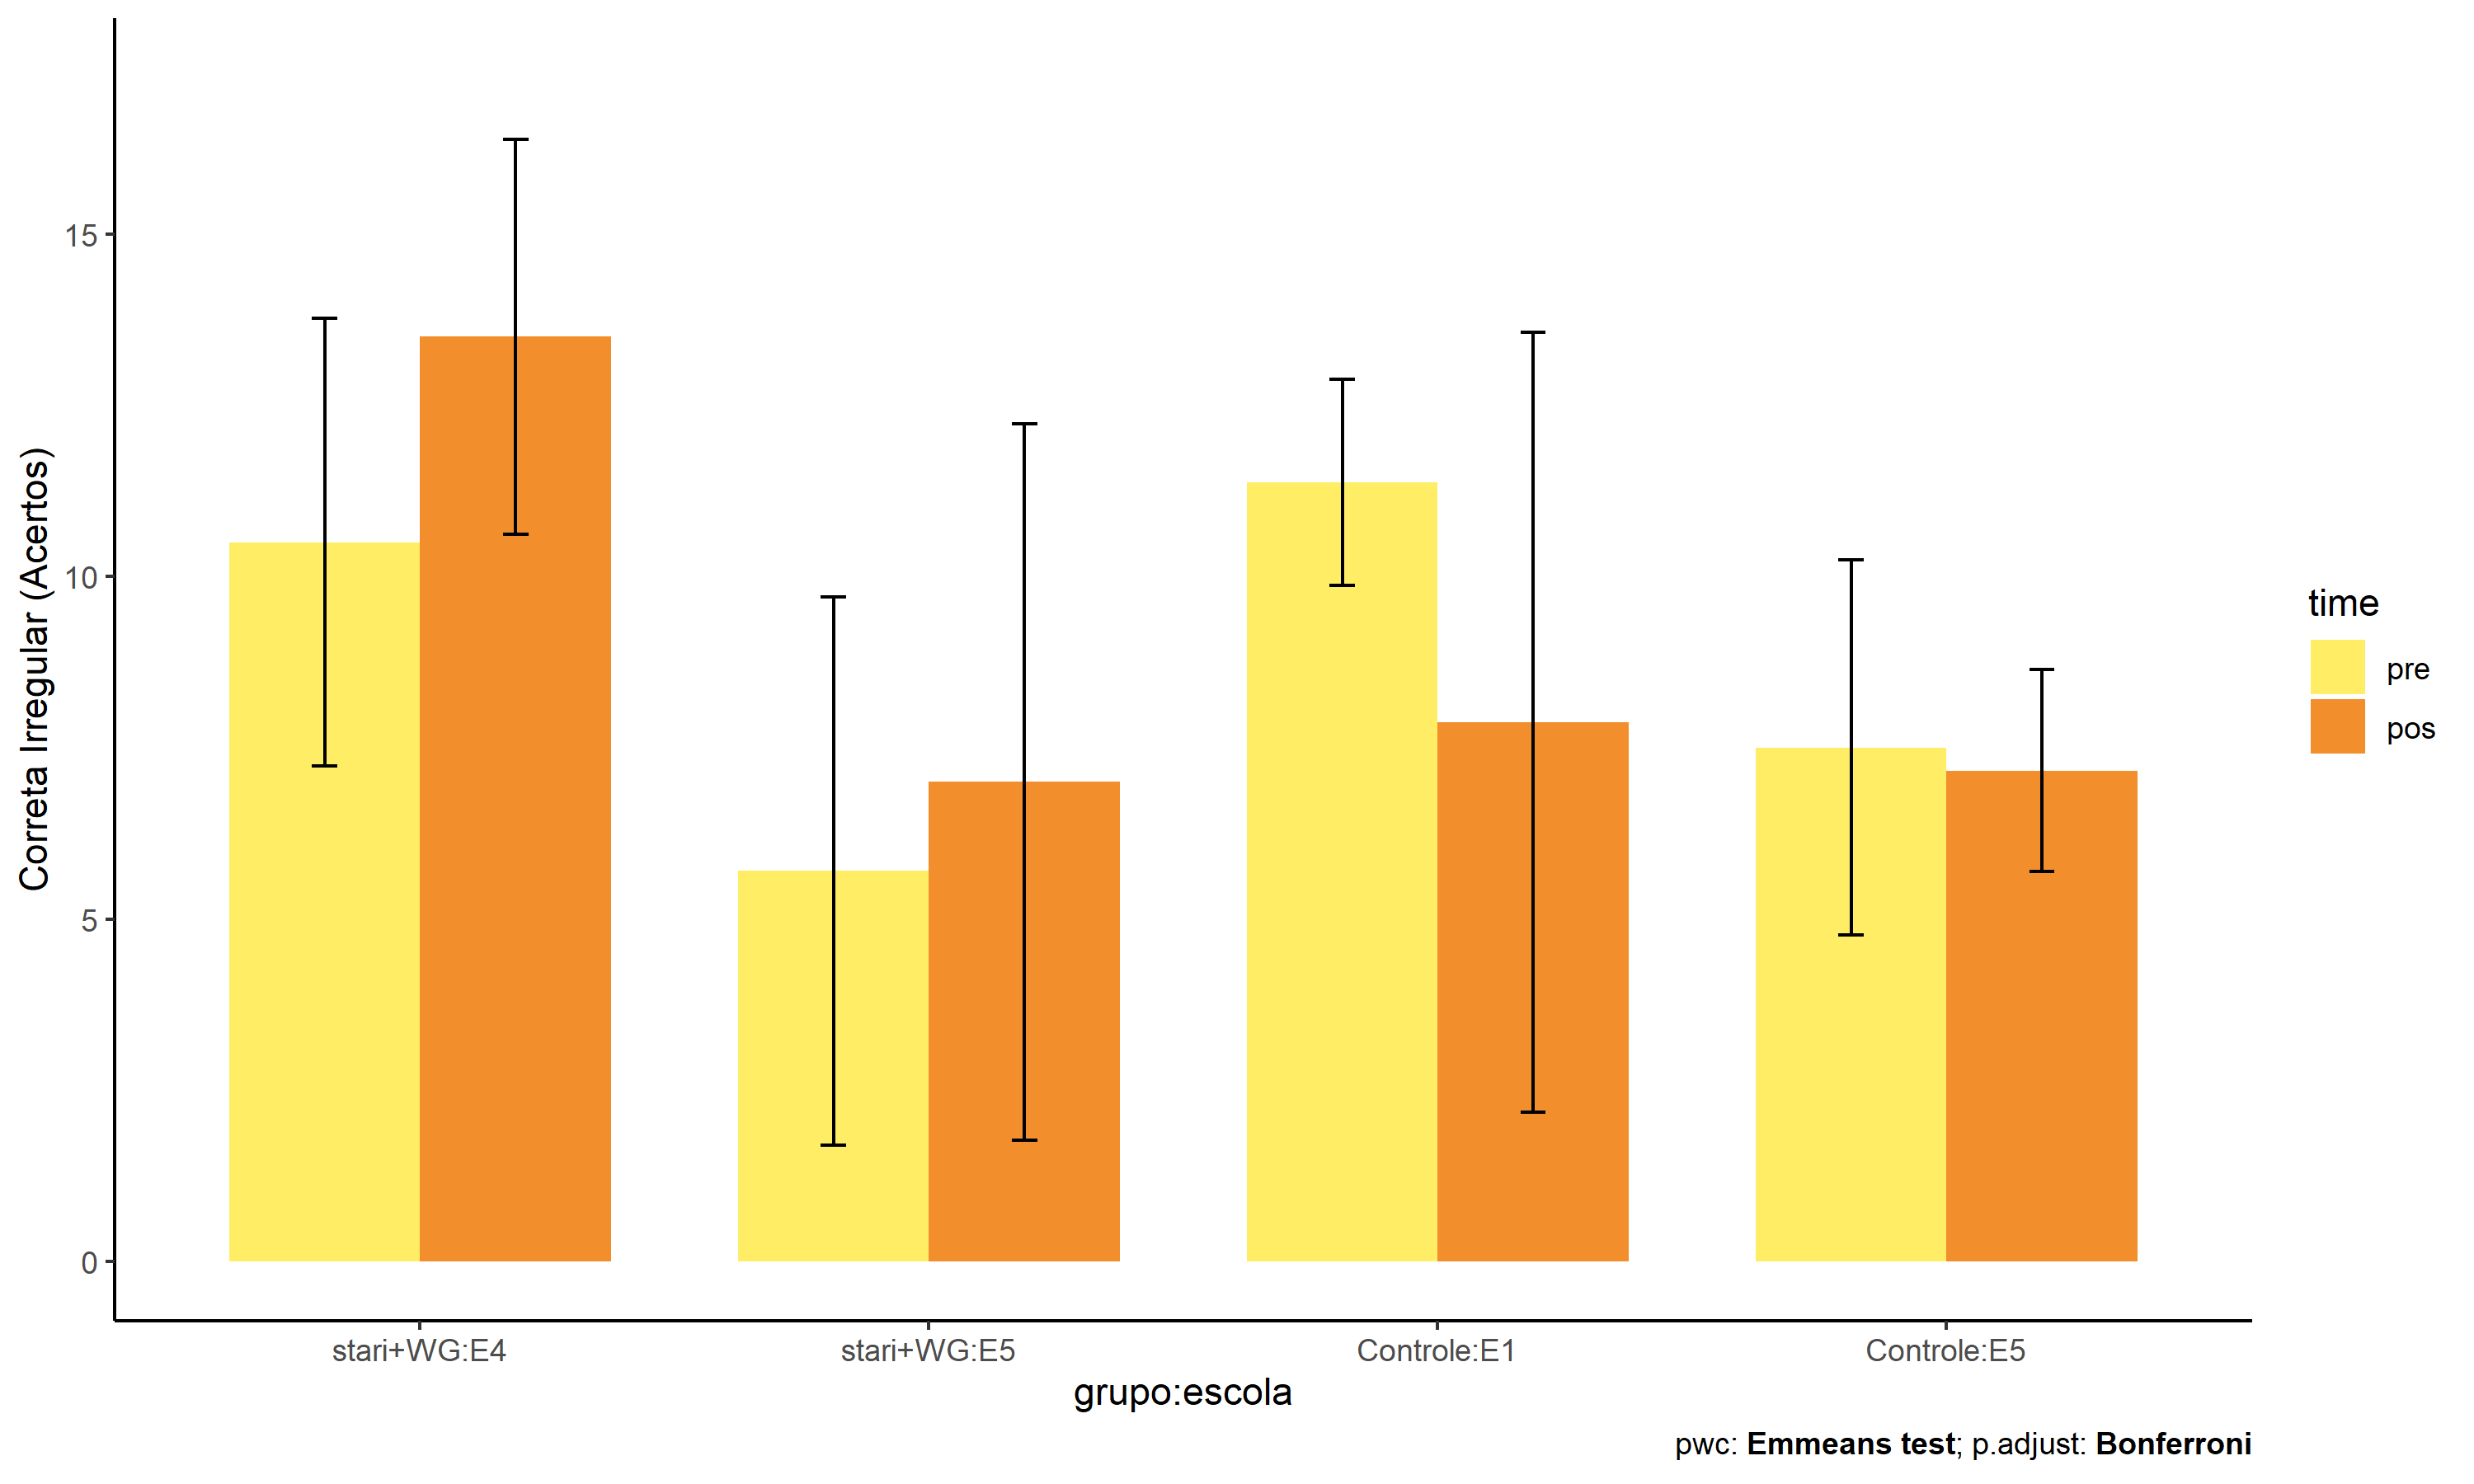 Correta Irregular (Acertos)
15
10
5
0
stari+WG:E4
stari+WG:E5
Controle:E1
Controle:E5
grupo:escola
time
pre
pos
pwc: Emmeans test; p.adjust: Bonferroni